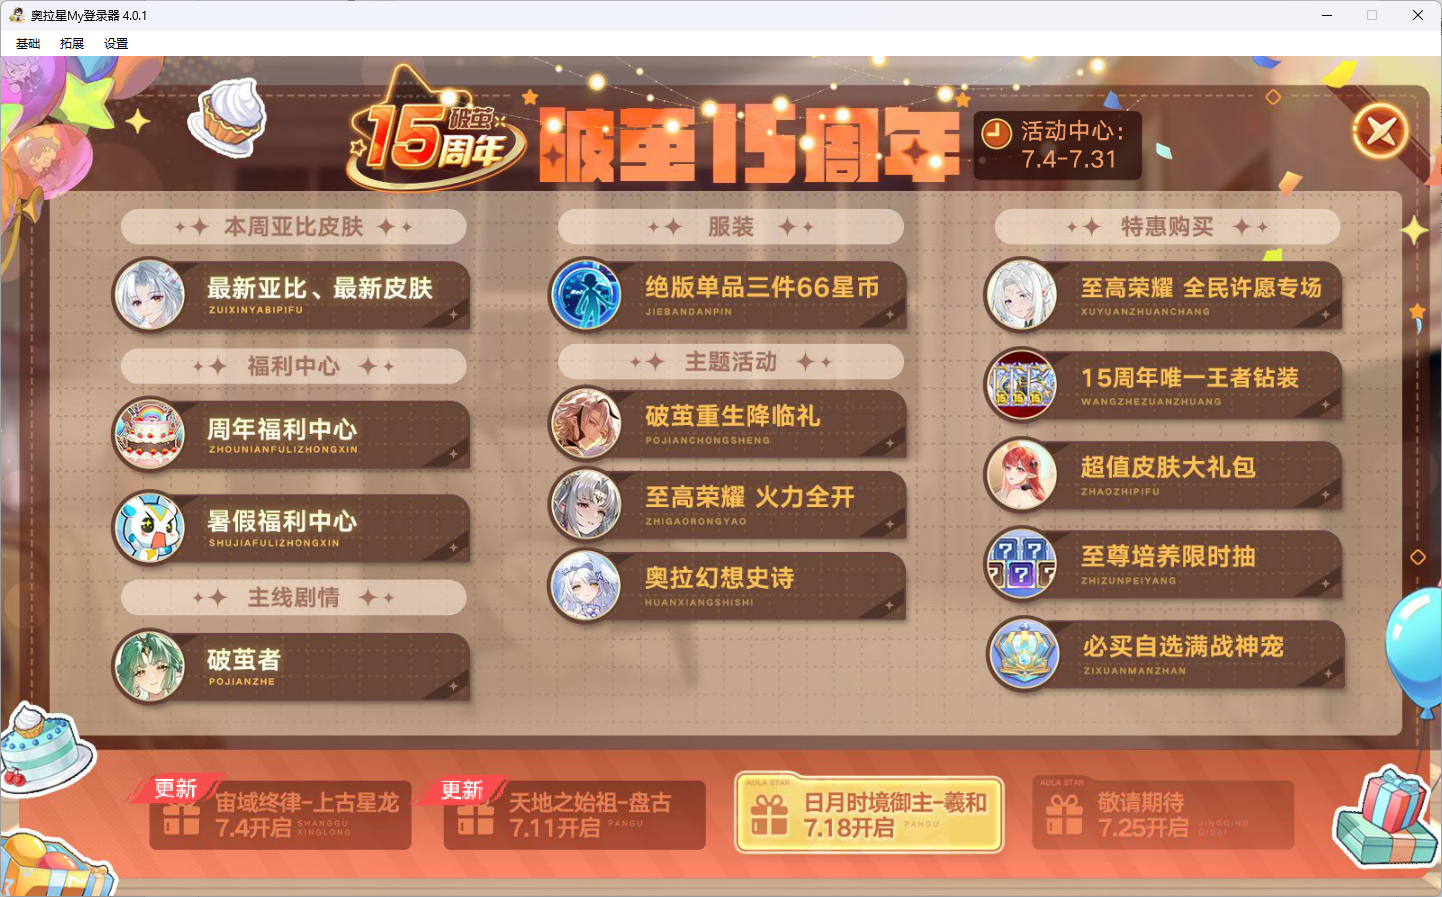 奥拉星My登录器 4.0.1
基础 拓展 设置
15破茧周年
破茧15周年
活动中心：
7.4-7.31
本周亚比皮肤
最新亚比、最新皮肤
ZUIXINYABIPIFU
福利中心
周年福利中心
ZHOUNIANFULIZHONGXIN
暑假福利中心
SHUJIAFULIZHONGXIN
主线剧情
破茧者
POJIANZHE
服装
绝版单品三件66星币
JIEBANDANPIN
主题活动
破茧重生降临礼
POJIANCHONGSHENG
至高荣耀 火力全开
ZHIGAORONGYAO
奥拉幻想史诗
HUANXIANGSHISHI
特惠购买
至高荣耀 全民许愿专场
XUYUANZHUANCHANG
15周年唯一王者钻装
WANGZHEZUANZHUANG
超值皮肤大礼包
ZHAOZHIPIFU
至尊培养限时抽
ZHIZUNPEIYANG
必买自选满战神宠
ZIXUANMANZHAN
更新
宙域终律-上古星龙
7.4开启 SHANGGU XINGLONG
更新
天地之始祖-盘古
7.11开启 PANGU
AOLA STAR
日月时境御主-羲和
7.18开启 PANGU
AOLA STAR
敬请期待
7.25开启 JINGQING QIDAI